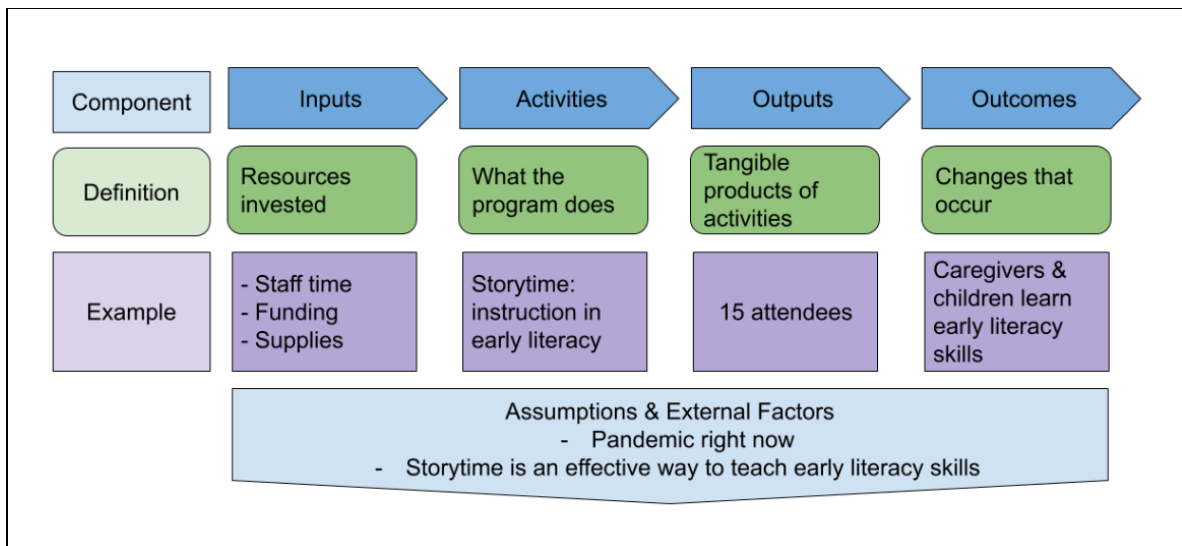 Component
Inputs
Activities
Outputs
Outcomes
Definition
Resources
invested
What the
program does
Tangible
products of
activities
Changes that
occur
Example
- Staff time
- Funding
- Supplies
Storytime:
instruction in
early literacy
15 attendees
Caregivers &
children learn
early literacy
skills
Assumptions & External Factors
- Pandemic right now
- Storytime is an effective way to teach early literacy skills